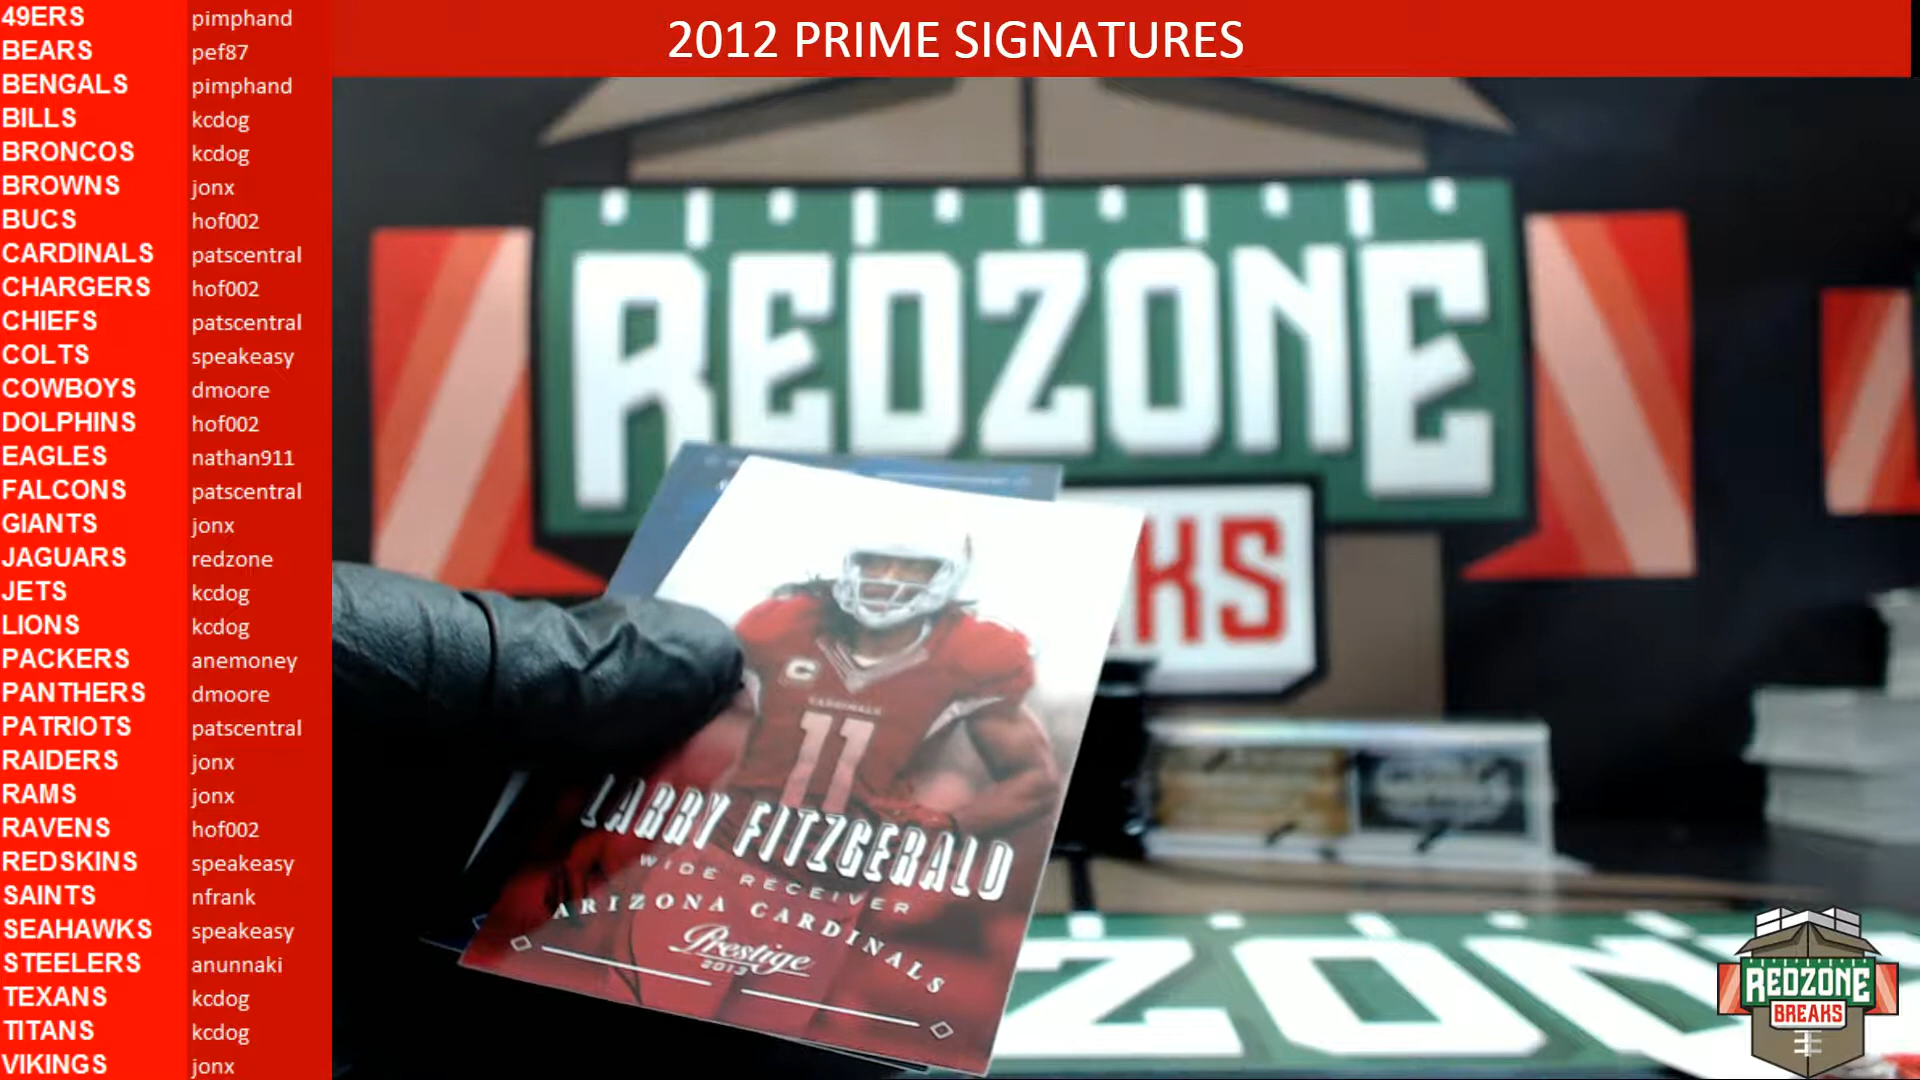 2012 PRIME SIGNATURES
49ERS pimphand
BEARS pef87
BENGALS pimphand
BILLS kcdog
BRONCOS kcdog
BROWNS jonx
BUCS hof002
CARDINALS patscentral
CHARGERS hof002
CHIEFS patscentral
COLTS speakeasy
COWBOYS dmoore
DOLPHINS hof002
EAGLES nathan911
FALCONS patscentral
GIANTS jonx
JAGUARS redzone
JETS kcdog
LIONS kcdog
PACKERS anemoney
PANTHERS dmoore
PATRIOTS patscentral
RAIDERS jonx
RAMS jonx
RAVENS hof002
REDSKINS speakeasy
SAINTS nfrank
SEAHAWKS speakeasy
STEELERS anunnaki
TEXANS kcdog
TITANS kcdog
VIKINGS jonx
REDZONE
KS
C
CARDINALS
11
LARRY FITZGERALD
WIDE RECEIVER
ARIZONA CARDINALS
Prestige
2013
ZONE
REDZONE
BREAKS